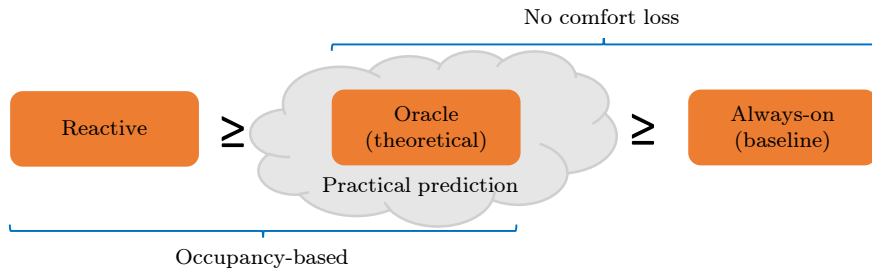 No comfort loss
Reactive
≥
Oracle
(theoretical)
≥
Always-on
(baseline)
Practical prediction
Occupancy-based